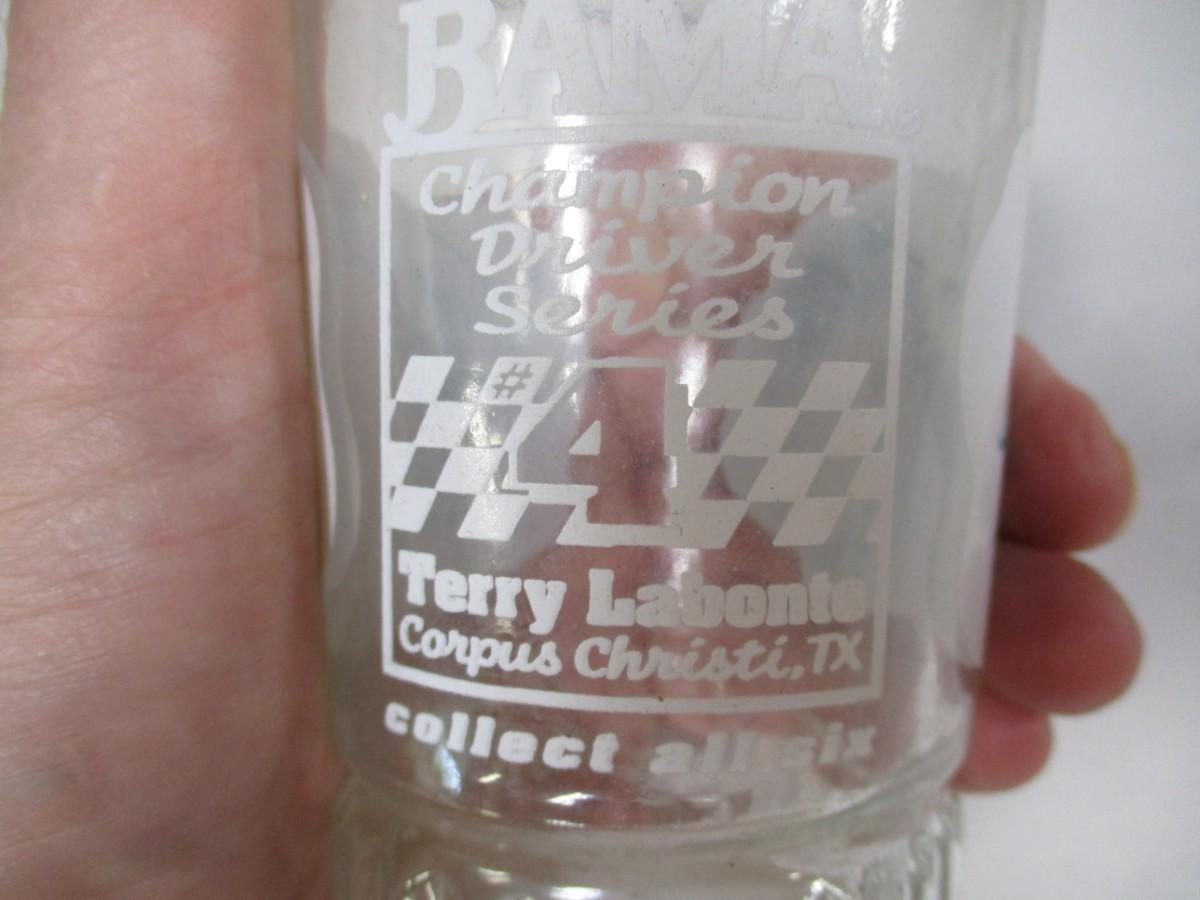 BAMA®
Champion
Driver
Series
#4
Terry Labonte
Corpus Christi, TX
collect all six